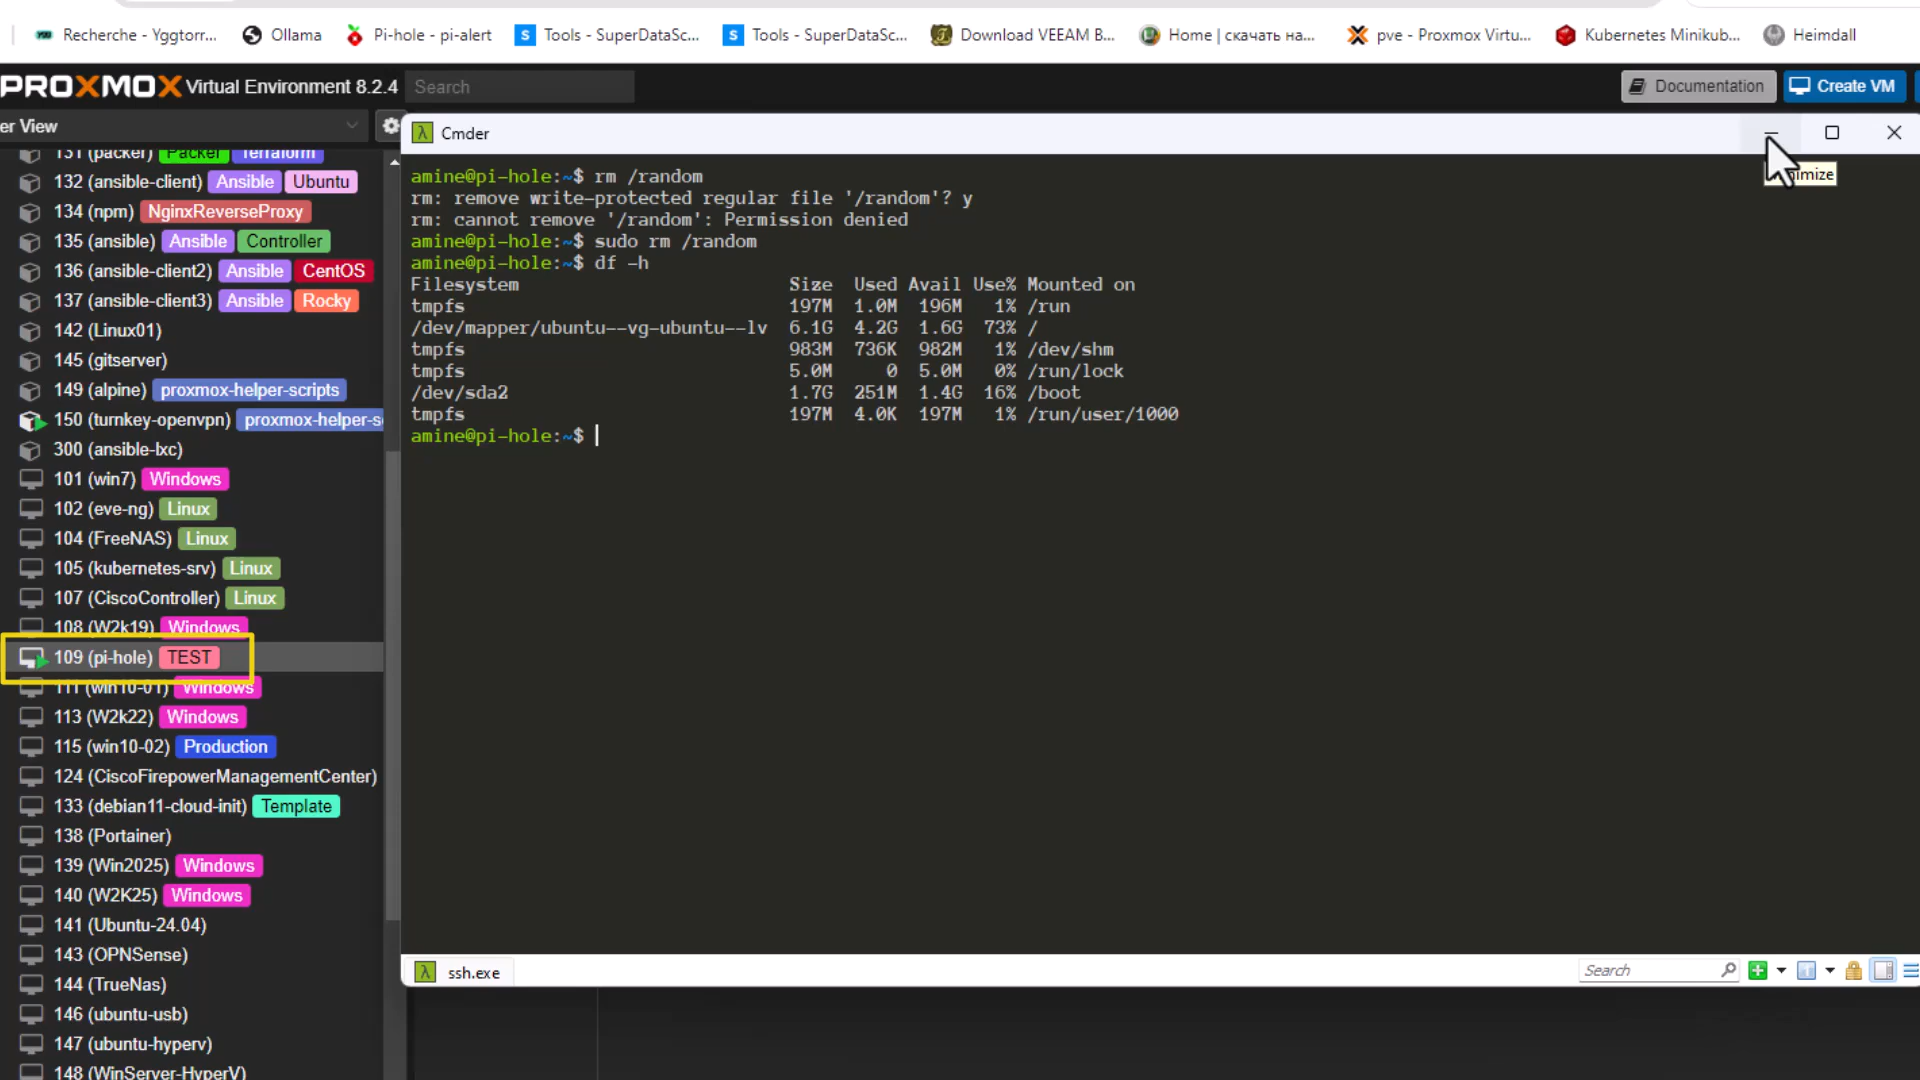 Recherche - Yggtorr...
Ollama
Pi-hole - pi-alert
Tools - SuperDataSc...
Tools - SuperDataSc...
Download VEEAM B...
Home | скачать на...
pve - Proxmox Virtu...
Kubernetes Minikub...
Heimdall
PROXMOX Virtual Environment 8.2.4
Search
Documentation
Create VM
er View
131 (packer) Packer Terraform
132 (ansible-client) Ansible Ubuntu
134 (npm) NginxReverseProxy
135 (ansible) Ansible Controller
136 (ansible-client2) Ansible CentOS
137 (ansible-client3) Ansible Rocky
142 (Linux01)
145 (gitserver)
149 (alpine) proxmox-helper-scripts
150 (turnkey-openvpn) proxmox-helper-s
300 (ansible-lxc)
101 (win7) Windows
102 (eve-ng) Linux
104 (FreeNAS) Linux
105 (kubernetes-srv) Linux
107 (CiscoController) Linux
108 (W2k19) Windows
109 (pi-hole) TEST
111 (win10-01) Windows
113 (W2k22) Windows
115 (win10-02) Production
124 (CiscoFirepowerManagementCenter)
133 (debian11-cloud-init) Template
138 (Portainer)
139 (Win2025) Windows
140 (W2K25) Windows
141 (Ubuntu-24.04)
143 (OPNSense)
144 (TrueNas)
146 (ubuntu-usb)
147 (ubuntu-hyperv)
148 (WinServer-HyperV)
Cmder
imize
amine@pi-hole:~$ rm /random
rm: remove write-protected regular file '/random'? y
rm: cannot remove '/random': Permission denied
amine@pi-hole:~$ sudo rm /random
amine@pi-hole:~$ df -h
Filesystem Size Used Avail Use% Mounted on
tmpfs 197M 1.0M 196M 1% /run
/dev/mapper/ubuntu--vg-ubuntu--lv 6.1G 4.2G 1.6G 73% /
tmpfs 983M 736K 982M 1% /dev/shm
tmpfs 5.0M 0 5.0M 0% /run/lock
/dev/sda2 1.7G 251M 1.4G 16% /boot
tmpfs 197M 4.0K 197M 1% /run/user/1000
amine@pi-hole:~$
ssh.exe
Search